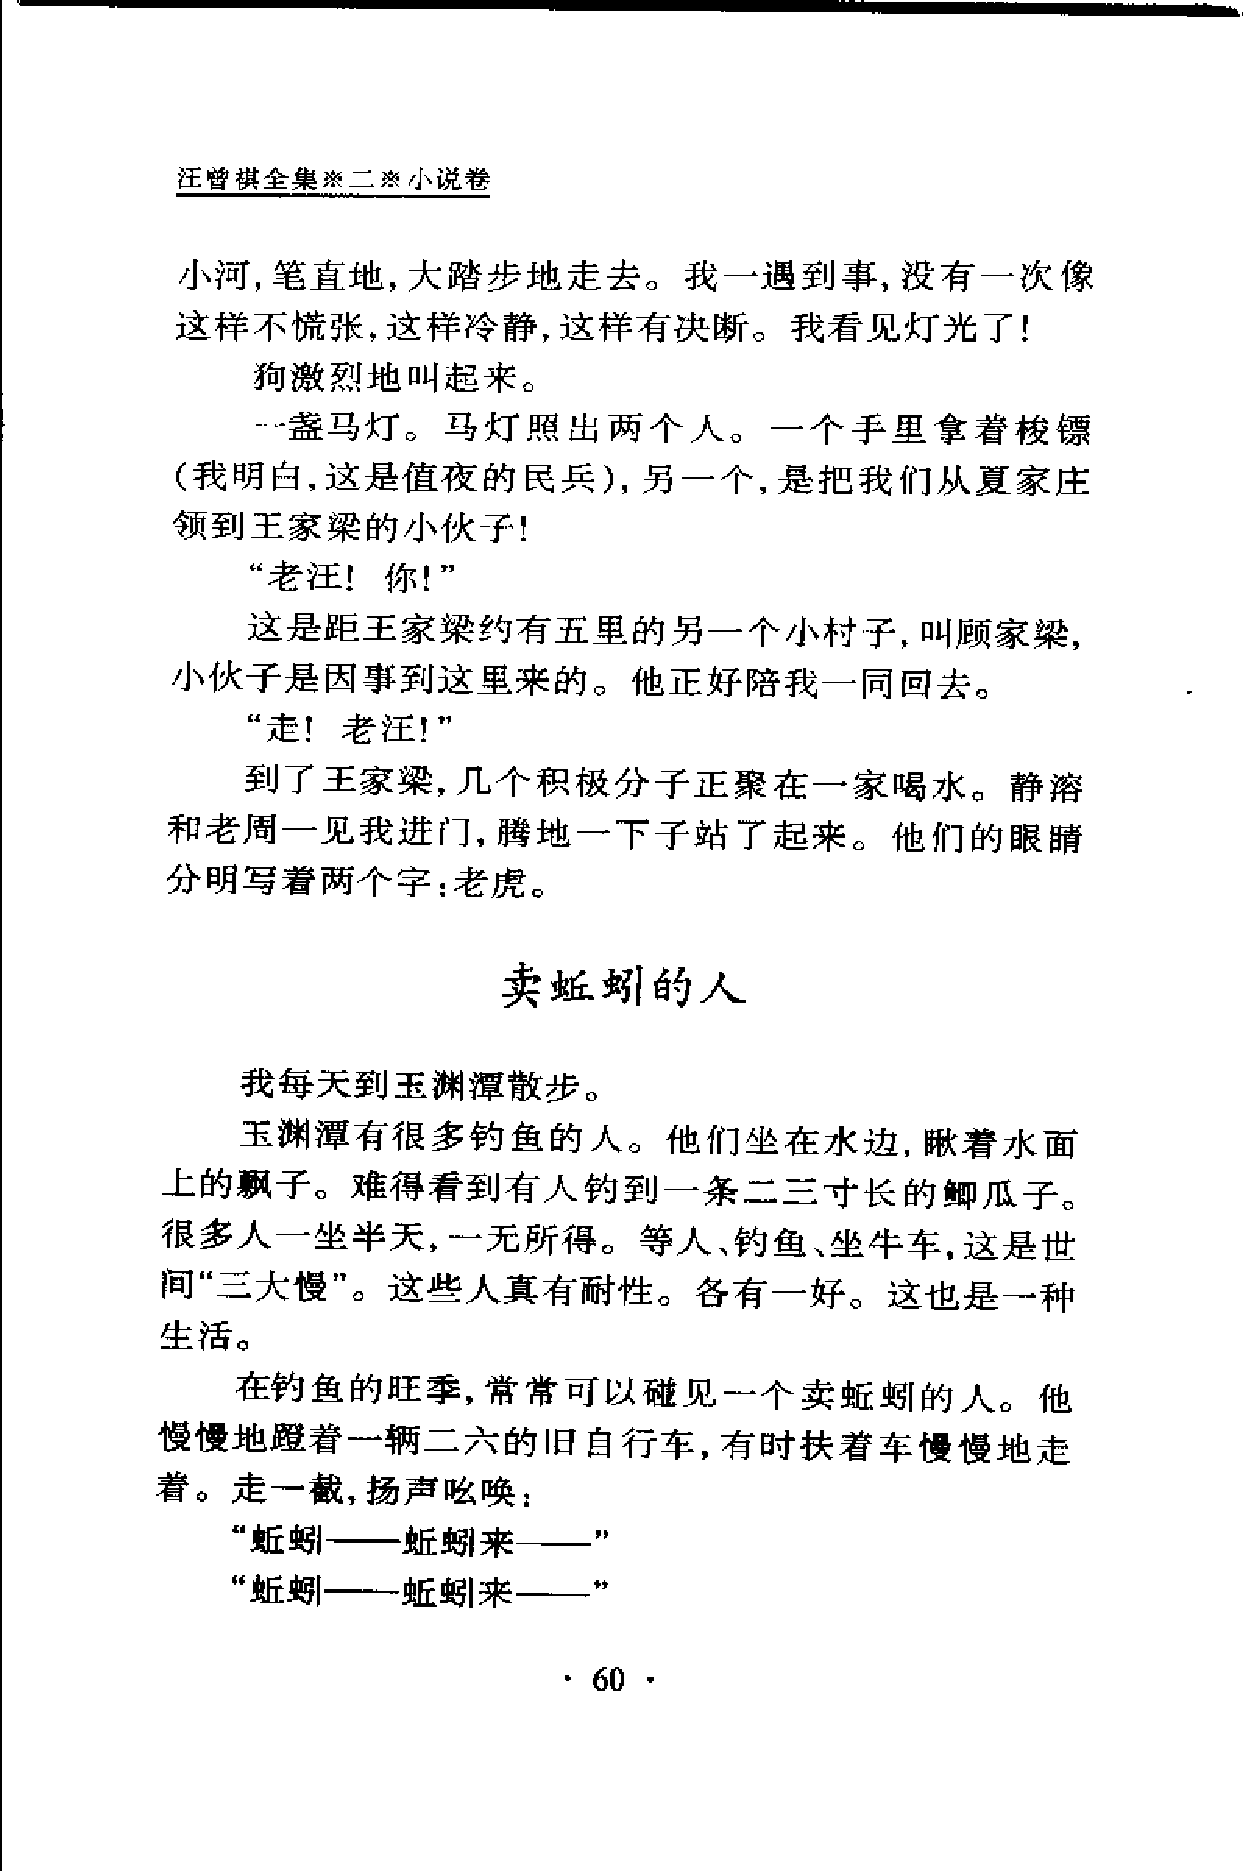 汪曾祺全集※二※小说卷
小河,笔直地,大踏步地走去。我一遇到事,没有一次像
这样不慌张,这样冷静,这样有决断。我看见灯光了!
狗激烈地叫起来。
一盏马灯。马灯照出两个人。一个手里拿着梭镖
(我明白,这是值夜的民兵),另一个,是把我们从夏家庄
领到王家梁的小伙子!
“老汪! 你!”
这是距王家梁约有五里的另一个小村子,叫顾家梁,
小伙子是因事到这里来的。他正好陪我一同回去。
“走! 老汪!”
到了王家梁,几个积极分子正聚在一家喝水。静溶
和老周一见我进门,腾地一下子站了起来。他们的眼睛
分明写着两个字:老虎。
卖蚯蚓的人
我每天到玉渊潭散步。
玉渊潭有很多钓鱼的人。他们坐在水边,瞅着水面
上的飘子。难得看到有人钓到一条二三寸长的鲫瓜子。
很多人一坐半天,一无所得。等人、钓鱼、坐牛车,这是世
间“三大慢”。这些人真有耐性。各有一好。这也是一种
生活。
在钓鱼的旺季,常常可以碰见一个卖蚯蚓的人。他
慢慢地蹬着一辆二六的旧自行车,有时扶着车慢慢地走
着。走一截,扬声吆唤:
“蚯蚓——蚯蚓来——”
“蚯蚓——蚯蚓来——”
· 60 ·